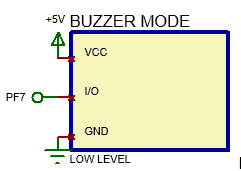 +5V BUZZER MODE
VCC
PF7 I/O
GND
LOW LEVEL